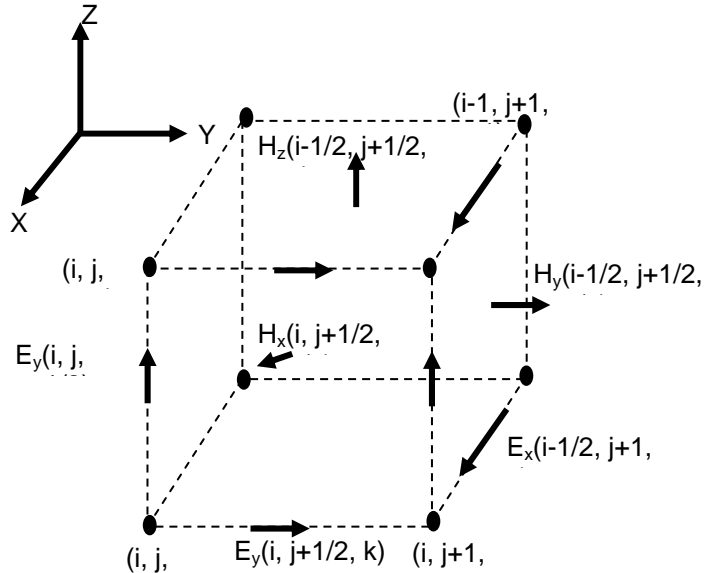 Z
(i-1, j+1,
Y
Hz(i-1/2, j+1/2,
X
(i, j,
Hy(i-1/2, j+1/2,
Hx(i, j+1/2,
Ey(i, j,
Ex(i-1/2, j+1,
(i, j,
Ey(i, j+1/2, k)
(i, j+1,